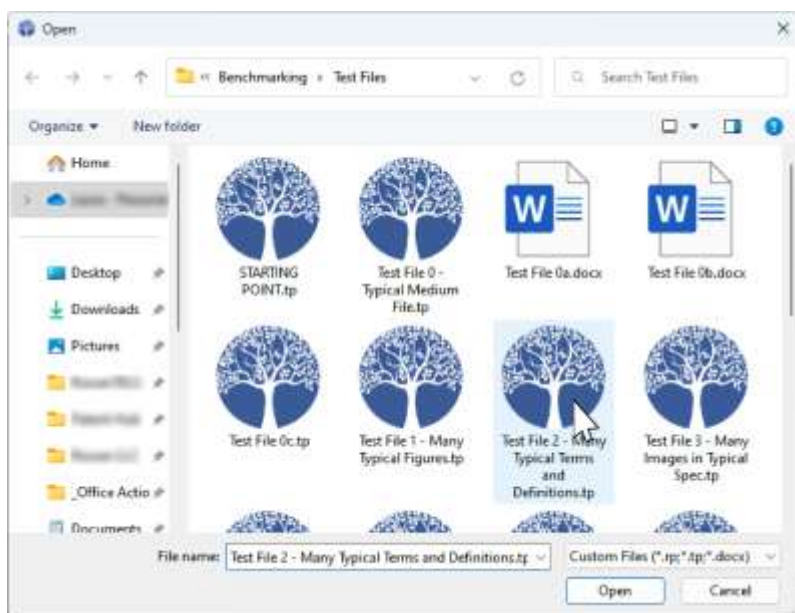 Open
« Benchmarking › Test Files
Search Test Files
Organize
New folder
Home
Desktop
Downloads
Pictures
_Office Actio
Documents
STARTING
POINT.tp
Test File 0 -
Typical Medium
File.tp
Test File 0a.docx
Test File 0b.docx
Test File 0c.tp
Test File 1 - Many
Typical Figures.tp
Test File 2 - Many
Typical Terms
and
Definitions.tp
Test File 3 - Many
Images in Typical
Spec.tp
File name: Test File 2 - Many Typical Terms and Definitions.tp
Custom Files (*.rp;*.tp;*.docx)
Open
Cancel